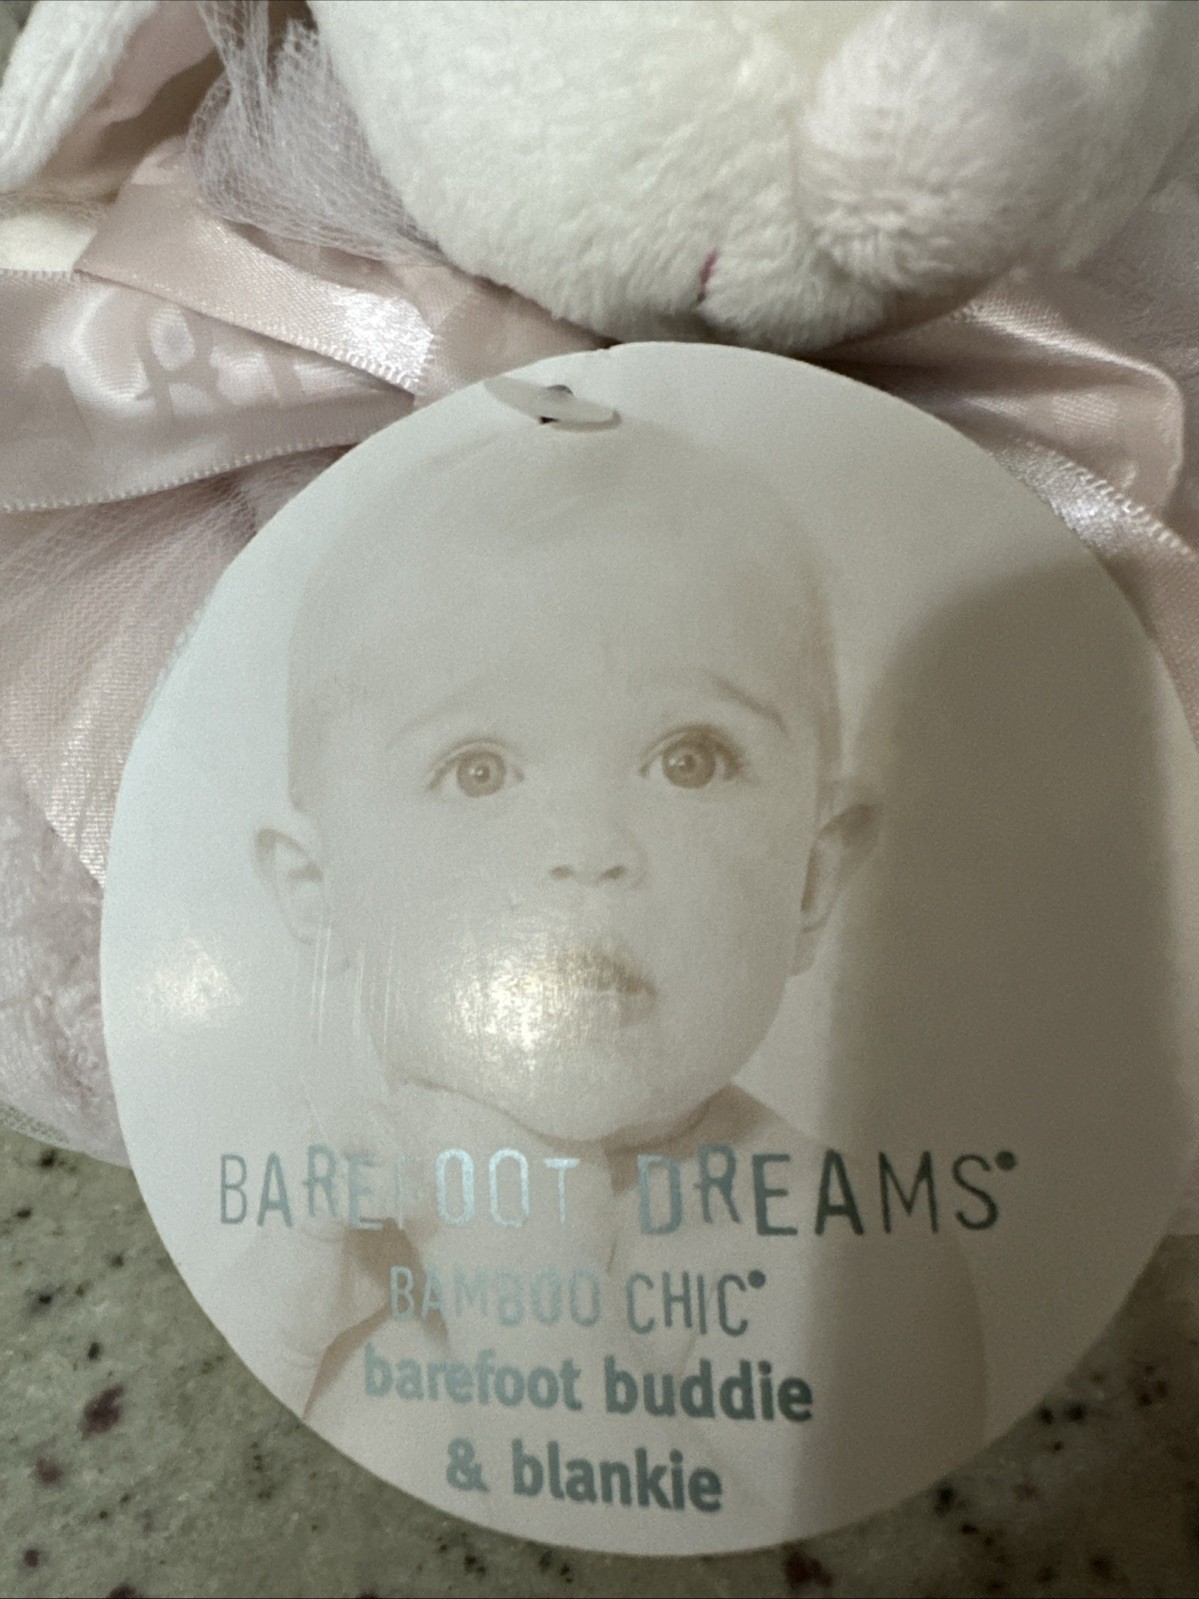 BAREFOOT DREAMS®
BAMBOO CHIC®
barefoot buddie
& blankie